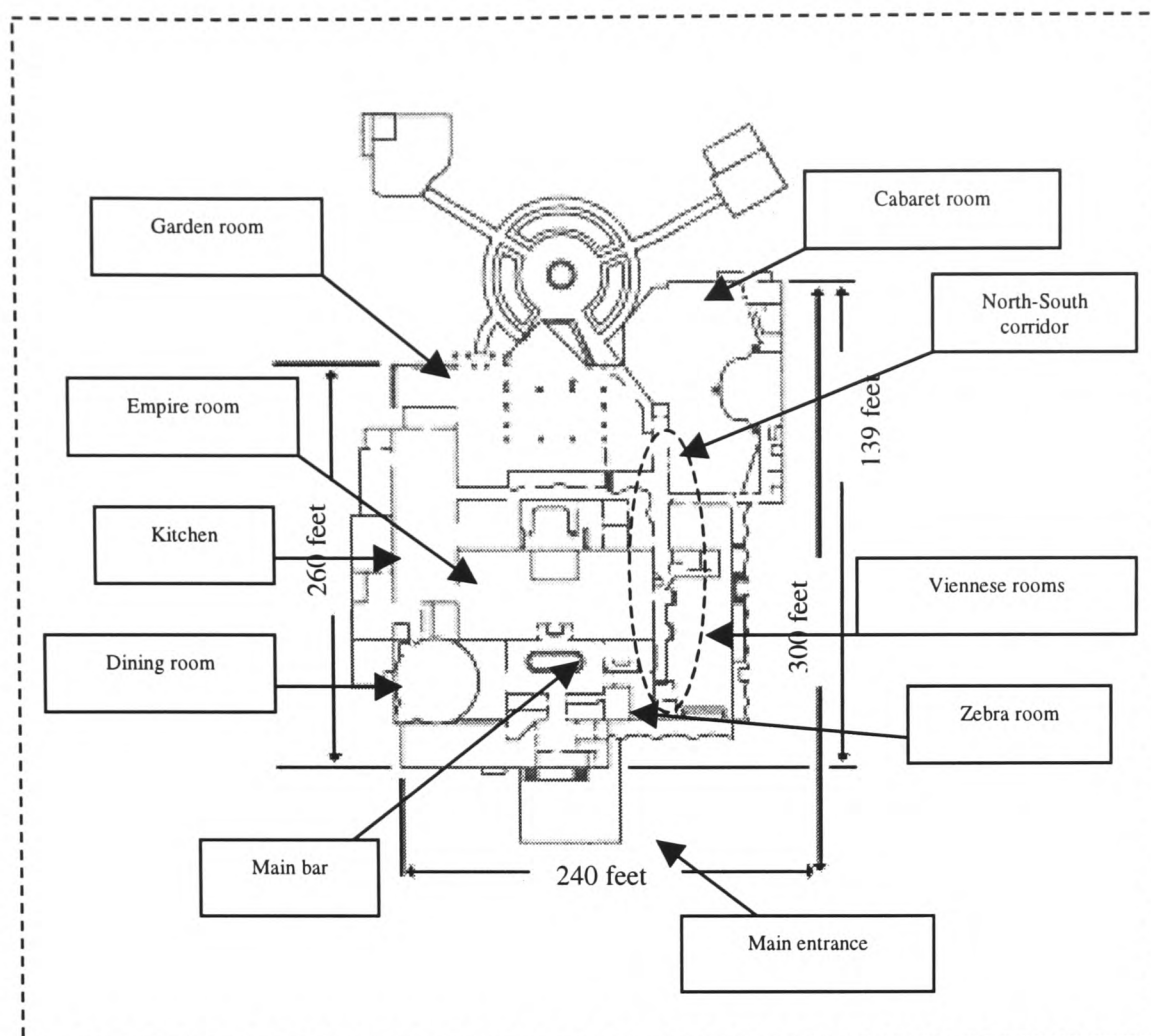 Garden room
Cabaret room
North-South
corridor
Empire room
139 feet
Kitchen
260 feet
Viennese rooms
300 feet
Dining room
Zebra room
Main bar
240 feet
Main entrance